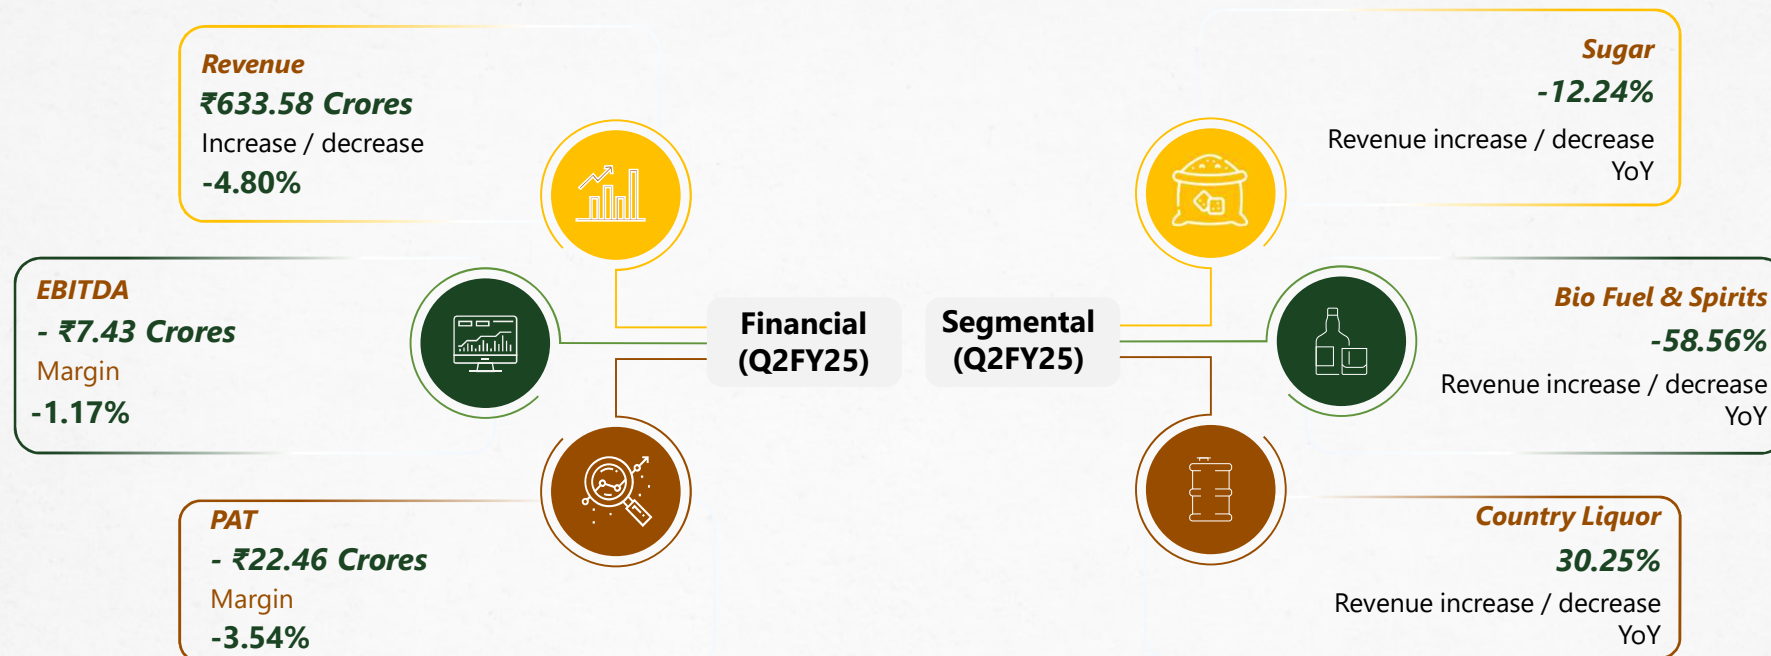 Revenue
₹633.58 Crores
Increase / decrease
-4.80%
EBITDA
- ₹7.43 Crores
Margin
-1.17%
PAT
- ₹22.46 Crores
Margin
-3.54%
Financial
(Q2FY25)
Segmental
(Q2FY25)
Sugar
-12.24%
Revenue increase / decrease
YoY
Bio Fuel & Spirits
-58.56%
Revenue increase / decrease
YoY
Country Liquor
30.25%
Revenue increase / decrease
YoY